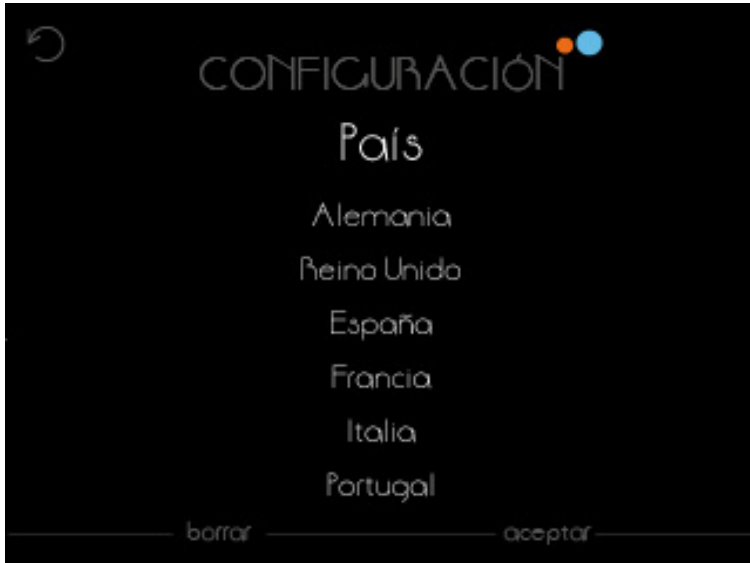 CONFIGURACIÓN
País
Alemania
Reino Unido
España
Francia
Italia
Portugal
borrar aceptar